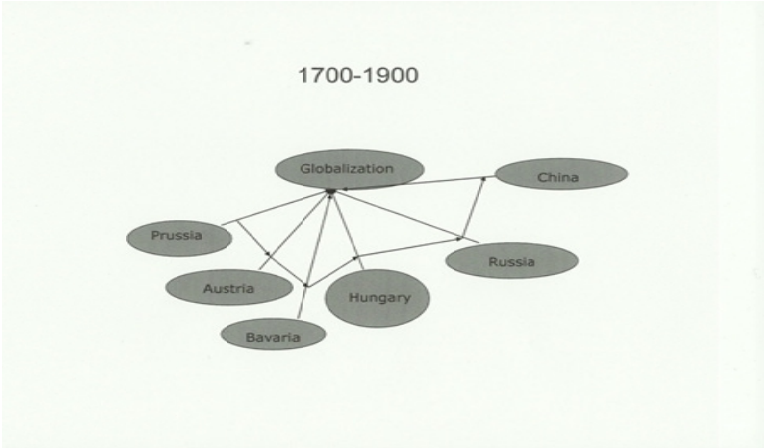 1700-1900
Globalization
China
Prussia
Russia
Austria
Hungary
Bavaria